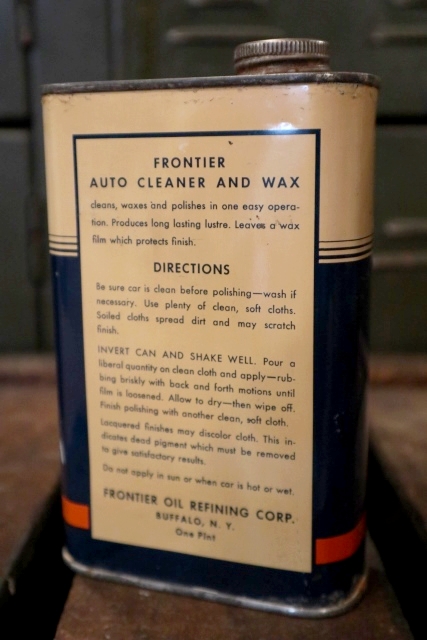 FRONTIER
AUTO CLEANER AND WAX
cleans, waxes and polishes in one easy opera-
tion. Produces long lasting lustre. Leaves a wax
film which protects finish.
DIRECTIONS
Be sure car is clean before polishing—wash if
necessary. Use plenty of clean, soft cloths.
Soiled cloths spread dirt and may scratch
finish.
INVERT CAN AND SHAKE WELL. Pour a
liberal quantity on clean cloth and apply—rub-
bing briskly with back and forth motions until
film is loosened. Allow to dry—then wipe off.
Finish polishing with another clean, soft cloth.
Lacquered finishes may discolor cloth. This in-
dicates dead pigment which must be removed
to give satisfactory results.
Do not apply in sun or when car is hot or wet.
FRONTIER OIL REFINING CORP.
BUFFALO, N. Y.
One Pint